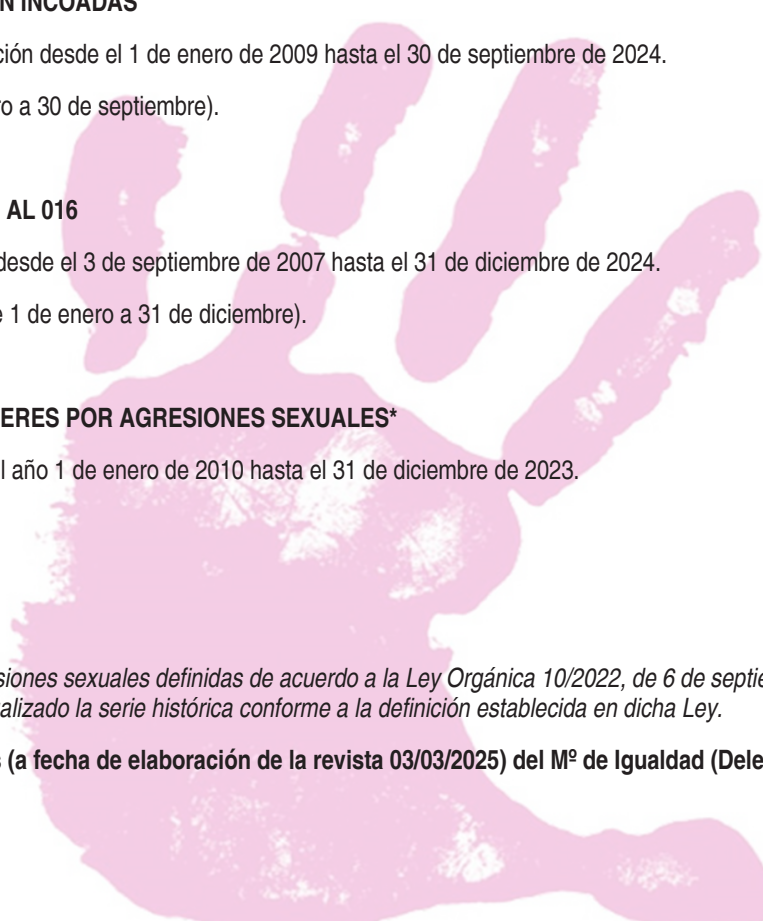 N INCOADAS
ción desde el 1 de enero de 2009 hasta el 30 de septiembre de 2024.
ro a 30 de septiembre).
AL 016
desde el 3 de septiembre de 2007 hasta el 31 de diciembre de 2024.
e 1 de enero a 31 de diciembre).
ERES POR AGRESIONES SEXUALES*
l año 1 de enero de 2010 hasta el 31 de diciembre de 2023.
siones sexuales definidas de acuerdo a la Ley Orgánica 10/2022, de 6 de septie
alizado la serie histórica conforme a la definición establecida en dicha Ley.
s (a fecha de elaboración de la revista 03/03/2025) del Mº de Igualdad (Dele